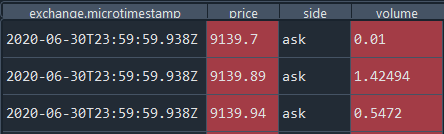 exchange.microtimestamp price side volume
2020-06-30T23:59:59.938Z 9139.7 ask 0.01
2020-06-30T23:59:59.938Z 9139.89 ask 1.42494
2020-06-30T23:59:59.938Z 9139.94 ask 0.5472